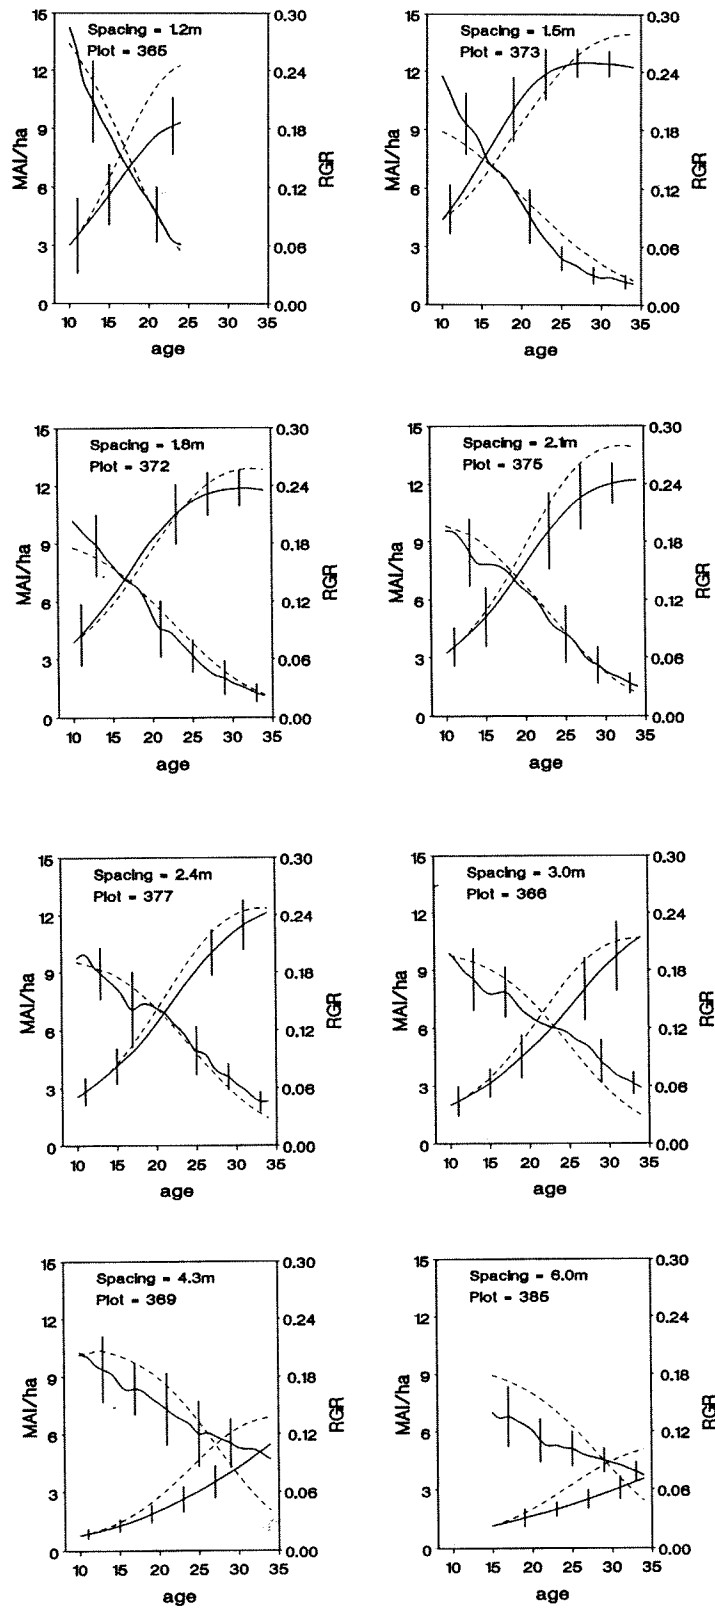 Spacing = 1.2m
Plot = 365
MAI/ha
15
12
9
6
3
0
0.30
0.24
0.18
0.12
0.06
0.00
RGR
10 15 20 25 30 35
age
Spacing = 1.5m
Plot = 373
MAI/ha
15
12
9
6
3
0
0.30
0.24
0.18
0.12
0.06
0.00
RGR
10 15 20 25 30 35
age
Spacing = 1.8m
Plot = 372
MAI/ha
15
12
9
6
3
0
0.30
0.24
0.18
0.12
0.06
0.00
RGR
10 15 20 25 30 35
age
Spacing = 2.1m
Plot = 375
MAI/ha
15
12
9
6
3
0
0.30
0.24
0.18
0.12
0.06
0.00
RGR
10 15 20 25 30 35
age
Spacing = 2.4m
Plot = 377
MAI/ha
15
12
9
6
3
0
0.30
0.24
0.18
0.12
0.06
0.00
RGR
10 15 20 25 30 35
age
Spacing = 3.0m
Plot = 366
MAI/ha
15
12
9
6
3
0
0.30
0.24
0.18
0.12
0.06
0.00
RGR
10 15 20 25 30 35
age
Spacing = 4.3m
Plot = 369
MAI/ha
15
12
9
6
3
0
0.30
0.24
0.18
0.12
0.06
0.00
RGR
10 15 20 25 30 35
age
Spacing = 6.0m
Plot = 385
MAI/ha
15
12
9
6
3
0
0.30
0.24
0.18
0.12
0.06
0.00
RGR
10 15 20 25 30 35
age